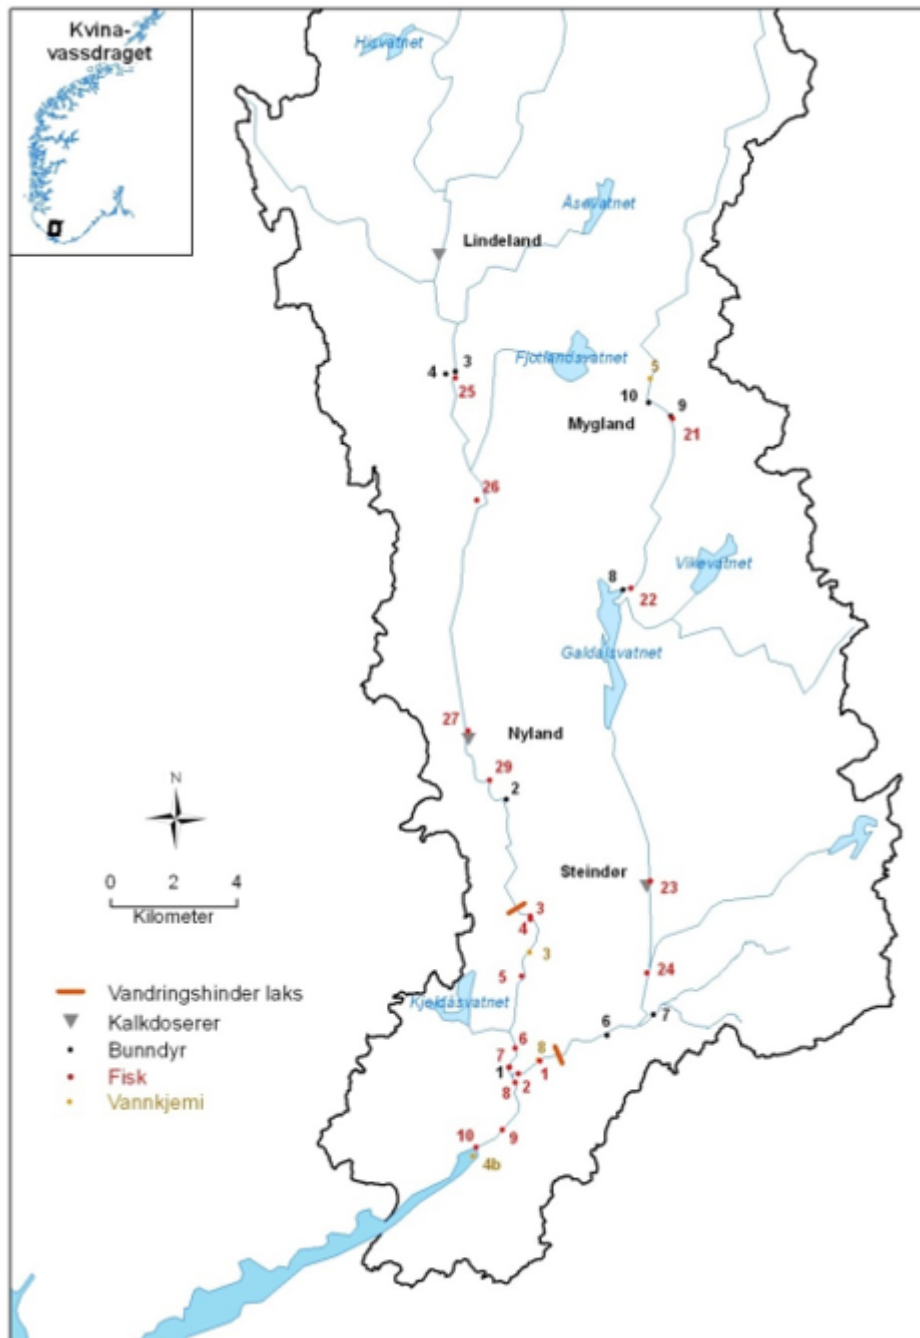 Kvina-
vassdraget
Hisvatnet
Åsevatnet
Lindeland
Fjotlandsvatnet
4
3
25
5
10
9
Mygland
21
26
Vikevatnet
8
22
Galdalsvatnet
27
Nyland
29
2
N
Steindør
23
0 2 4
Kilometer
3
4
3
24
5
Kjeldåsvatnet
7
6
6
8
7
1
1
2
8
10
9
4b
Vandringshinder laks
Kalkdoserer
Bunndyr
Fisk
Vannkjemi